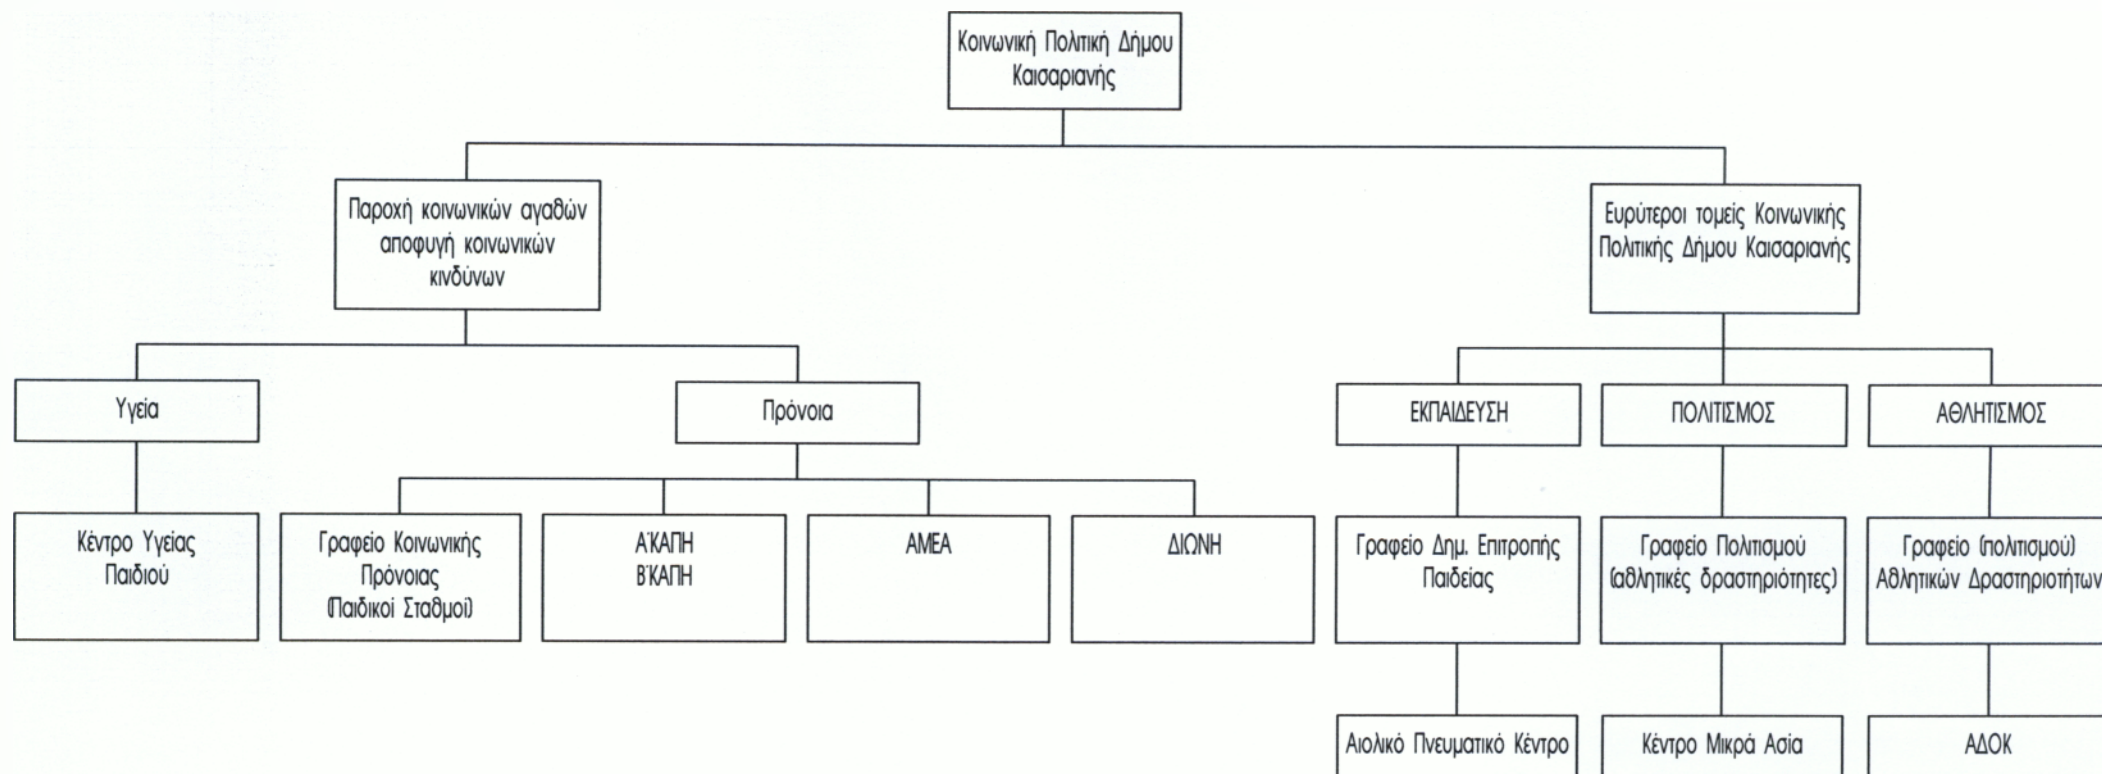 Κοινωνική Πολιτική Δήμου
Καισαριανής
Παροχή κοινωνικών αγαθών
αποφυγή κοινωνικών
κινδύνων
Ευρύτεροι τομείς Κοινωνικής
Πολιτικής Δήμου Καισαριανής
Υγεία
Πρόνοια
ΕΚΠΑΙΔΕΥΣΗ
ΠΟΛΙΤΙΣΜΟΣ
ΑΘΛΗΤΙΣΜΟΣ
Κέντρο Υγείας
Παιδιού
Γραφείο Κοινωνικής
Πρόνοιας
(Παιδικοί Σταθμοί)
Α΄ΚΑΠΗ
Β΄ΚΑΠΗ
ΑΜΕΑ
ΔΙΩΝΗ
Γραφείο Δημ. Επιτροπής
Παιδείας
Γραφείο Πολιτισμού
(αθλητικές δραστηριότητες)
Γραφείο (πολιτισμού)
Αθλητικών Δραστηριοτήτων
Αιολικό Πνευματικό Κέντρο
Κέντρο Μικρά Ασία
ΑΔΟΚ